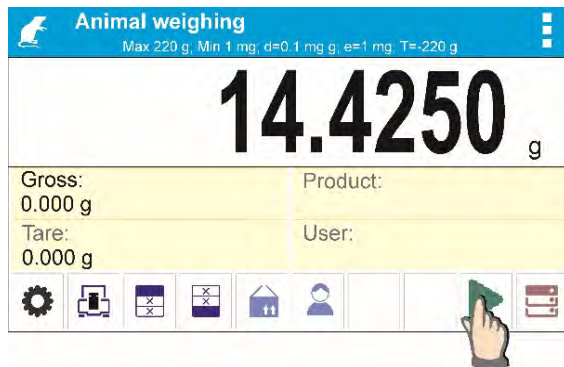 Animal weighing
Max 220 g; Min 1 mg; d=0.1 mg g; e=1 mg; T=-220 g
14.4250 g
Gross:
0.000 g
Product:
Tare:
0.000 g
User: